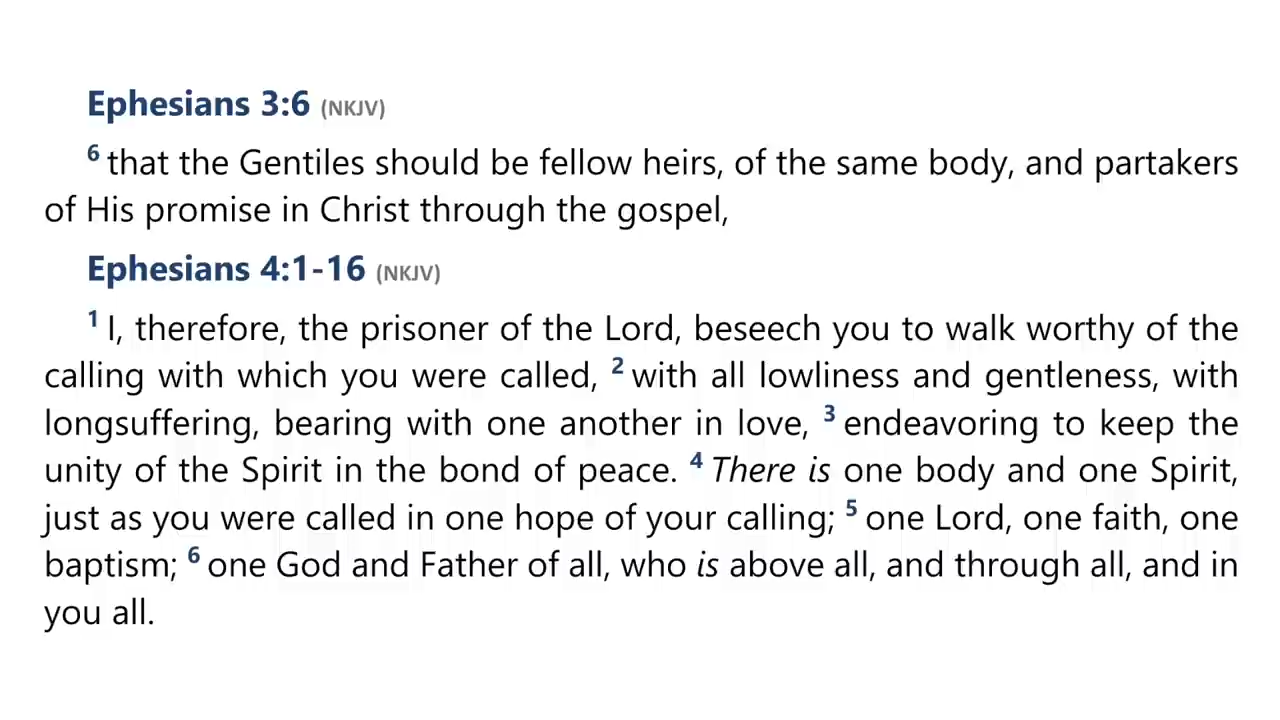 Ephesians 3:6 (NKJV)
6 that the Gentiles should be fellow heirs, of the same body, and partakers
of His promise in Christ through the gospel,
Ephesians 4:1-16 (NKJV)
1 I, therefore, the prisoner of the Lord, beseech you to walk worthy of the
calling with which you were called, 2 with all lowliness and gentleness, with
longsuffering, bearing with one another in love, 3 endeavoring to keep the
unity of the Spirit in the bond of peace. 4 There is one body and one Spirit,
just as you were called in one hope of your calling; 5 one Lord, one faith, one
baptism; 6 one God and Father of all, who is above all, and through all, and in
you all.